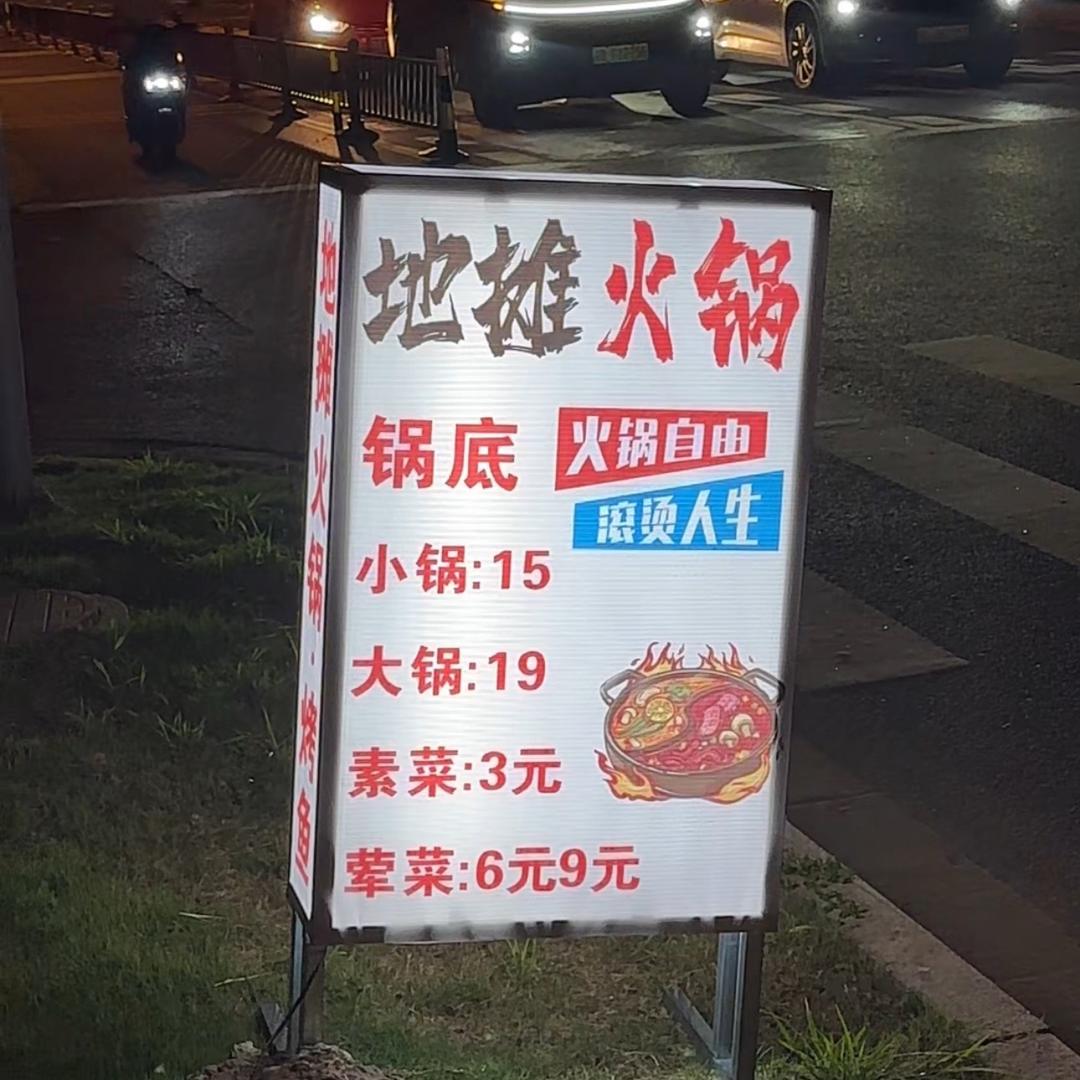 地摊火锅
锅底
火锅自由
滚烫人生
小锅:15
大锅:19
素菜:3元
荤菜:6元9元
地摊火锅·烤鱼